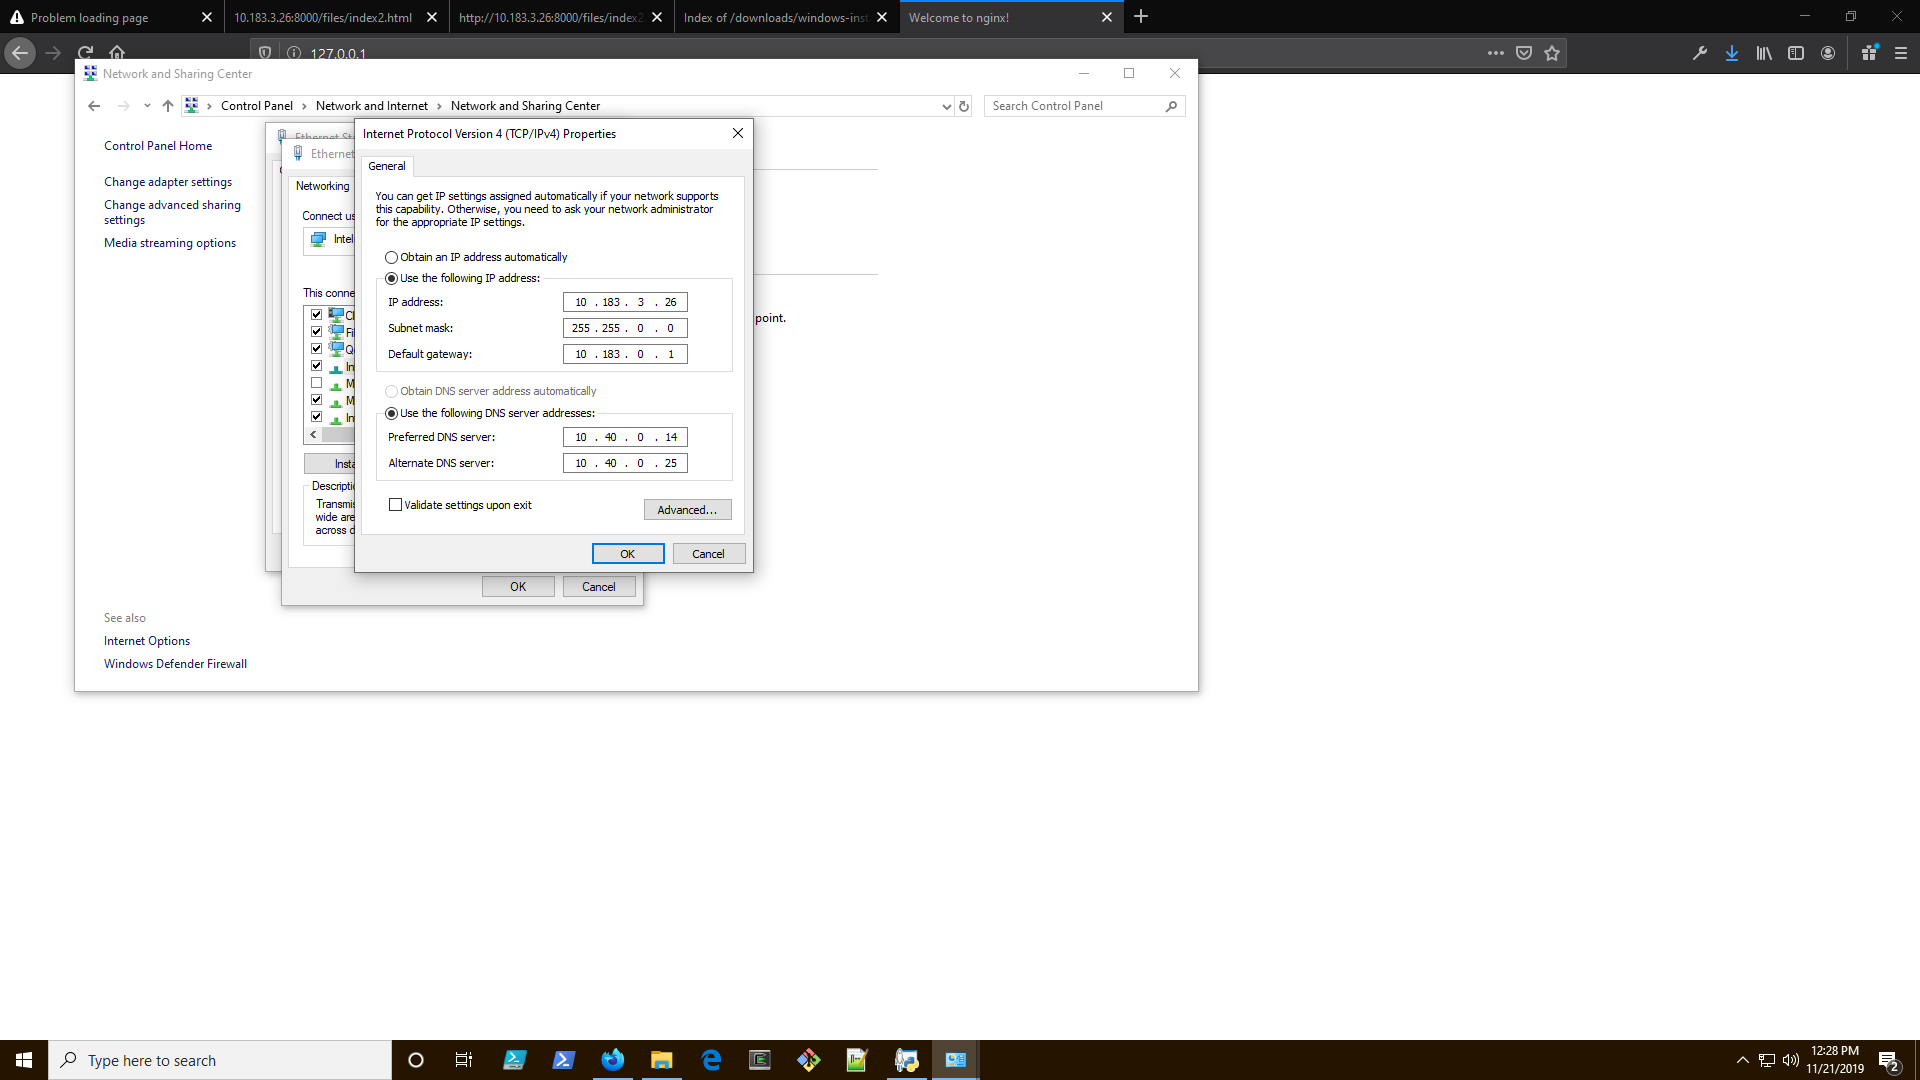 Problem loading page
10.183.3.26:8000/files/index2.html
http://10.183.3.26:8000/files/index2
Index of /downloads/windows-inst
Welcome to nginx!
127.0.0.1
Network and Sharing Center
Control Panel
Network and Internet
Network and Sharing Center
Search Control Panel
Control Panel Home
Change adapter settings
Change advanced sharing
settings
Media streaming options
See also
Internet Options
Windows Defender Firewall
Ethernet
Networking
Connect us
Intel
This conne
Insta
Descripti
Transmis
wide are
across d
OK
Cancel
point.
Internet Protocol Version 4 (TCP/IPv4) Properties
General
You can get IP settings assigned automatically if your network supports
this capability. Otherwise, you need to ask your network administrator
for the appropriate IP settings.
Obtain an IP address automatically
Use the following IP address:
IP address: 10 . 183 . 3 . 26
Subnet mask: 255 . 255 . 0 . 0
Default gateway: 10 . 183 . 0 . 1
Obtain DNS server address automatically
Use the following DNS server addresses:
Preferred DNS server: 10 . 40 . 0 . 14
Alternate DNS server: 10 . 40 . 0 . 25
Validate settings upon exit
Advanced...
OK
Cancel
Type here to search
12:28 PM
11/21/2019
2